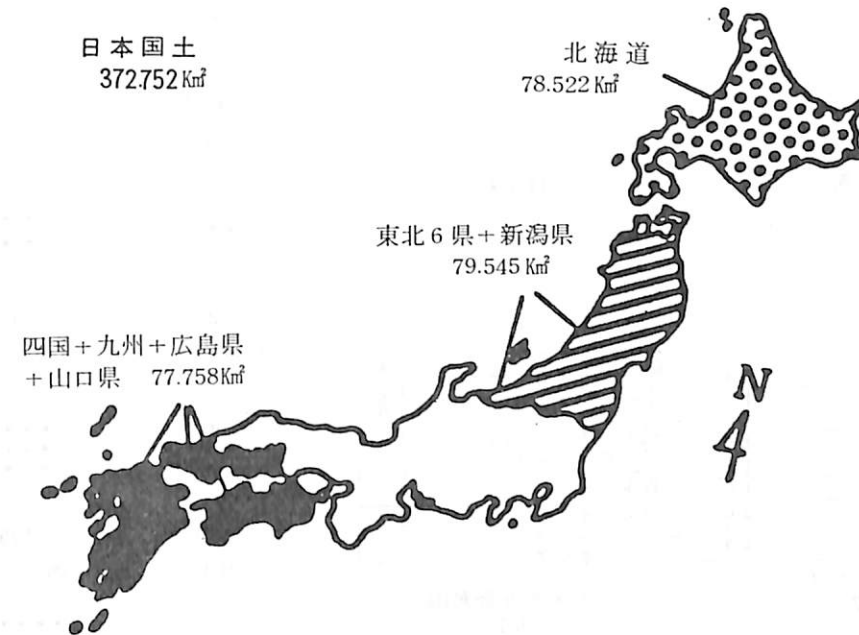 日本国土
372.752K㎡
北海道
78.522K㎡
東北6県+新潟県
79.545K㎡
四国+九州+広島県
+山口県 77.758K㎡
N